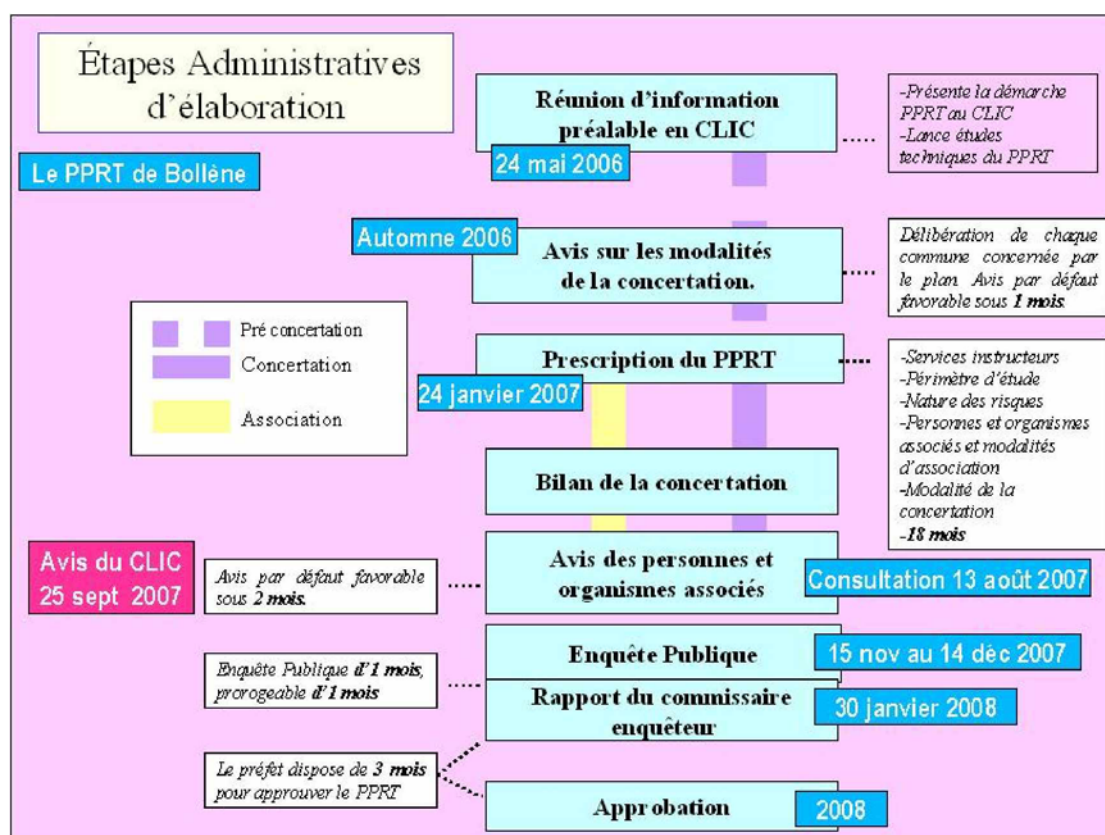 Étapes Administratives
d'élaboration
Le PPRT de Bollène
Réunion d'information
préalable en CLIC
24 mai 2006
-Présente la démarche
PPRT au CLIC
-Lance études
techniques du PPRT
Automne 2006
Avis sur les modalités
de la concertation.
Délibération de chaque
commune concernée par
le plan. Avis par défaut
favorable sous 1 mois.
Pré concertation
Concertation
Association
Prescription du PPRT
24 janvier 2007
-Services instructeurs
-Périmètre d'étude
-Nature des risques
-Personnes et organismes
associés et modalités
d'association
-Modalité de la
concertation
-18 mois
Bilan de la concertation
Avis du CLIC
25 sept 2007
Avis par défaut favorable
sous 2 mois.
Avis des personnes et
organismes associés
Consultation 13 août 2007
Enquête Publique d'1 mois,
prorogeable d'1 mois
Enquête Publique
15 nov au 14 déc 2007
Rapport du commissaire
enquêteur
30 janvier 2008
Le préfet dispose de 3 mois
pour approuver le PPRT
Approbation
2008